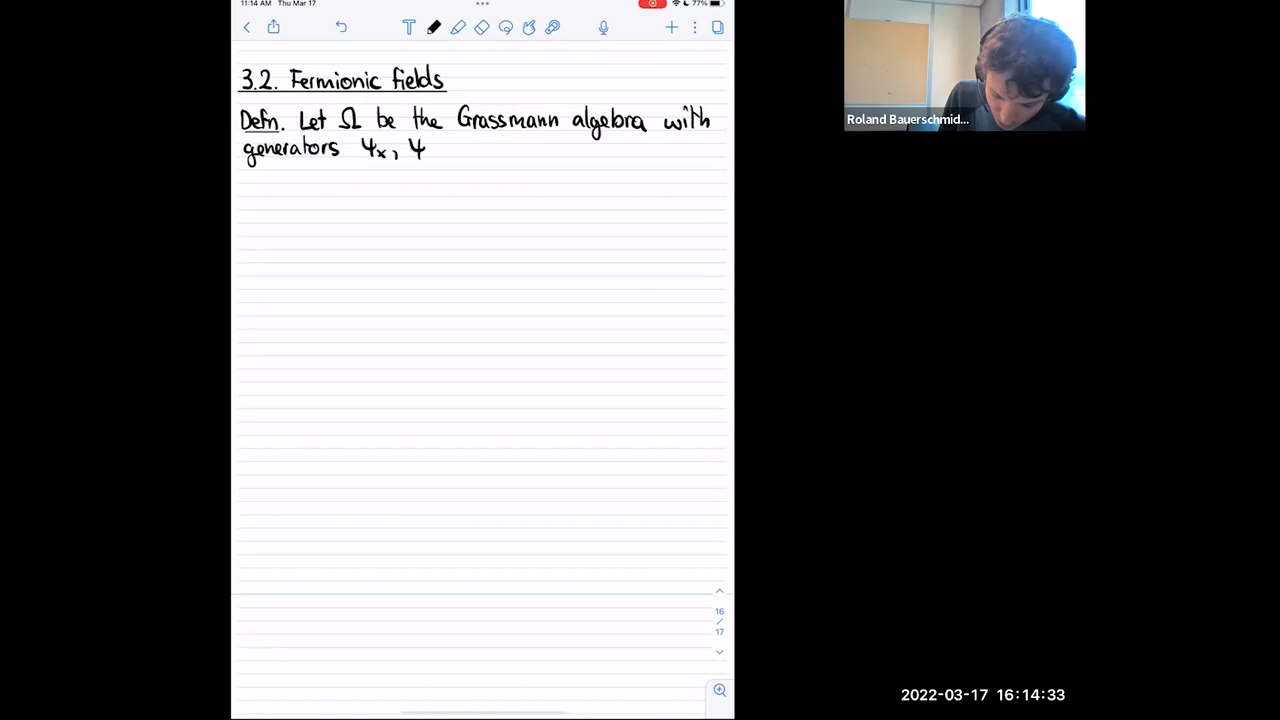 11:14 AM Thu Mar 17
77%
T
3.2. Fermionic fields
Defn. Let Ω be the Grassmann algebra with
generators ψx, ψ
16
/
17
Roland Bauerschmid...
2022-03-17 16:14:33